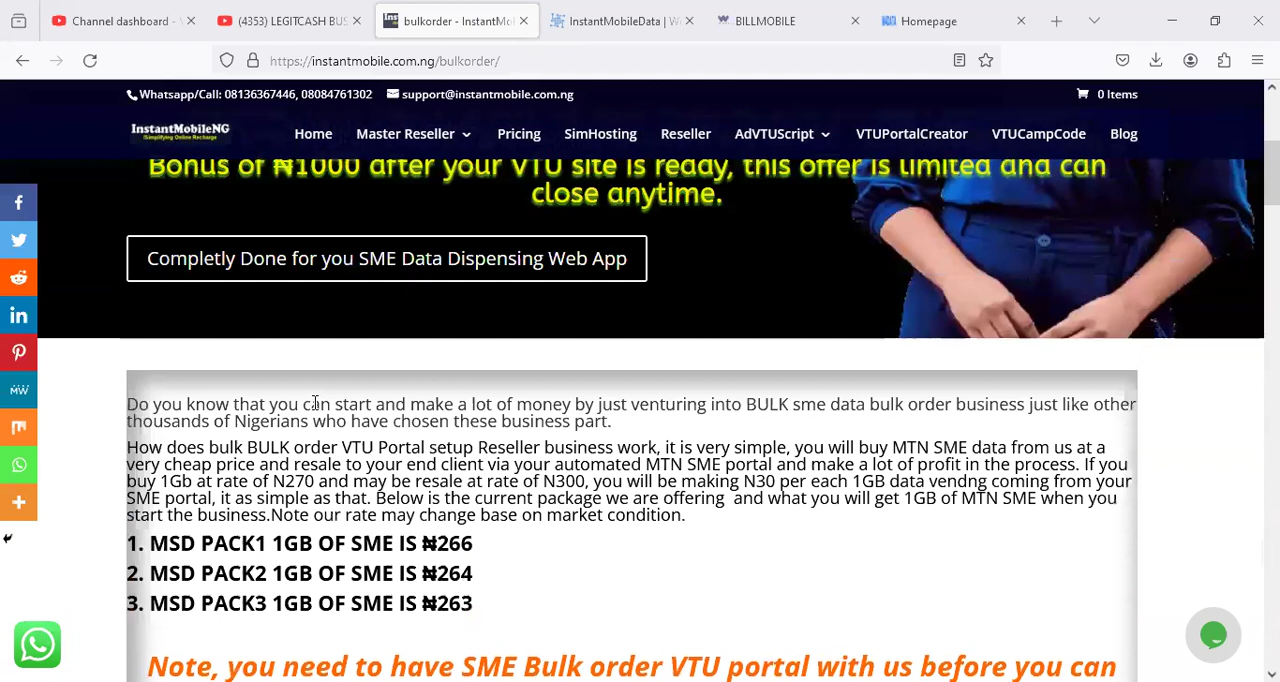 Channel dashboard -
(4353) LEGITCASH BUS
bulkorder - InstantMo
InstantMobileData | W
BILLMOBILE
Homepage
https://instantmobile.com.ng/bulkorder/
Whatsapp/Call: 08136367446, 08084761302
support@instantmobile.com.ng
0 Items
InstantMobileNG
Home
Master Reseller
Pricing
SimHosting
Reseller
AdVTUScript
VTUPortalCreator
VTUCampCode
Blog
Bonus of ₦1000 after your VTU site is ready, this offer is limited and can
close anytime.
Completly Done for you SME Data Dispensing Web App
Do you know that you can start and make a lot of money by just venturing into BULK sme data bulk order business just like other
thousands of Nigerians who have chosen these business part.
How does bulk BULK order VTU Portal setup Reseller business work, it is very simple, you will buy MTN SME data from us at a
very cheap price and resale to your end client via your automated MTN SME portal and make a lot of profit in the process. If you
buy 1Gb at rate of N270 and may be resale at rate of N300, you will be making N30 per each 1GB data vendng coming from your
SME portal, it as simple as that. Below is the current package we are offering and what you will get 1GB of MTN SME when you
start the business.Note our rate may change base on market condition.
1. MSD PACK1 1GB OF SME IS ₦266
2. MSD PACK2 1GB OF SME IS ₦264
3. MSD PACK3 1GB OF SME IS ₦263
Note, you need to have SME Bulk order VTU portal with us before you can